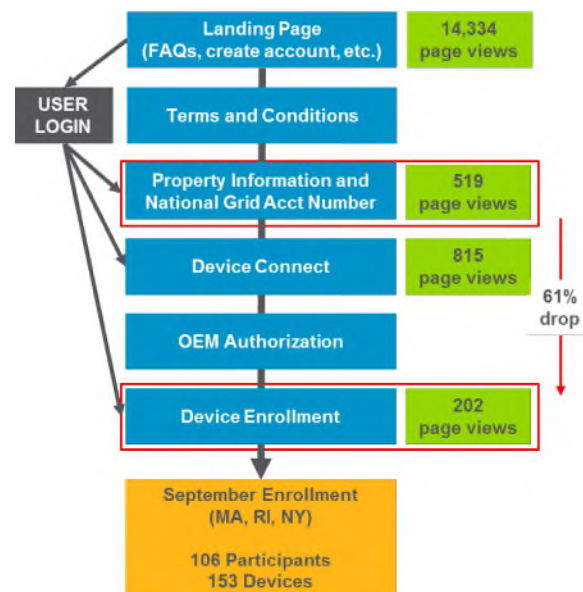 Landing Page
(FAQs, create account, etc.)
14,334
page views
USER
LOGIN
Terms and Conditions
Property Information and
National Grid Acct Number
519
page views
Device Connect
815
page views
61%
drop
OEM Authorization
Device Enrollment
202
page views
September Enrollment
(MA, RI, NY)
106 Participants
153 Devices